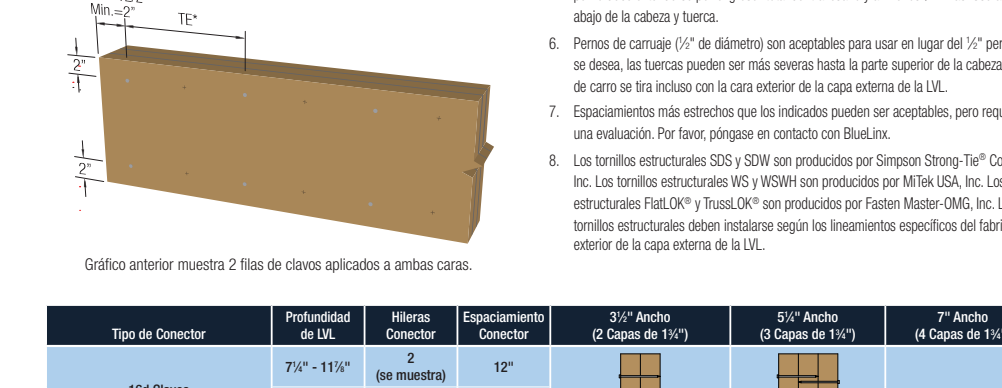 Min.=2"
TE*
2"
2"
Gráfico anterior muestra 2 filas de clavos aplicados a ambas caras.
abajo de la cabeza y tuerca.
6. Pernos de carruaje (½" de diámetro) son aceptables para usar en lugar del ½"
se desea, las tuercas pueden ser más severas hasta la parte superior de la cabeza
de carro se tira incluso con la cara exterior de la capa externa de la LVL.
7. Espaciamientos más estrechos que los indicados pueden ser aceptables, pero
una evaluación. Por favor, póngase en contacto con BlueLinx.
8. Los tornillos estructurales SDS y SDW son producidos por Simpson Strong-Tie®
Inc. Los tornillos estructurales WS y WSWH son producidos por MiTek USA, Inc. Los
estructurales FlatLOK® y TrussLOK® son producidos por Fasten Master-OMG, Inc.
tornillos estructurales deben instalarse según los lineamientos específicos del
exterior de la capa externa de la LVL.
Tipo de Conector
Profundidad de LVL
Hileras Conector
Espaciamiento Conector
3½" Ancho
(2 Capas de 1¾")
5¼" Ancho
(3 Capas de 1¾")
7" Ancho
(4 Capas de 1¾"
7¼" - 11⅞"
2
(se muestra)
12"